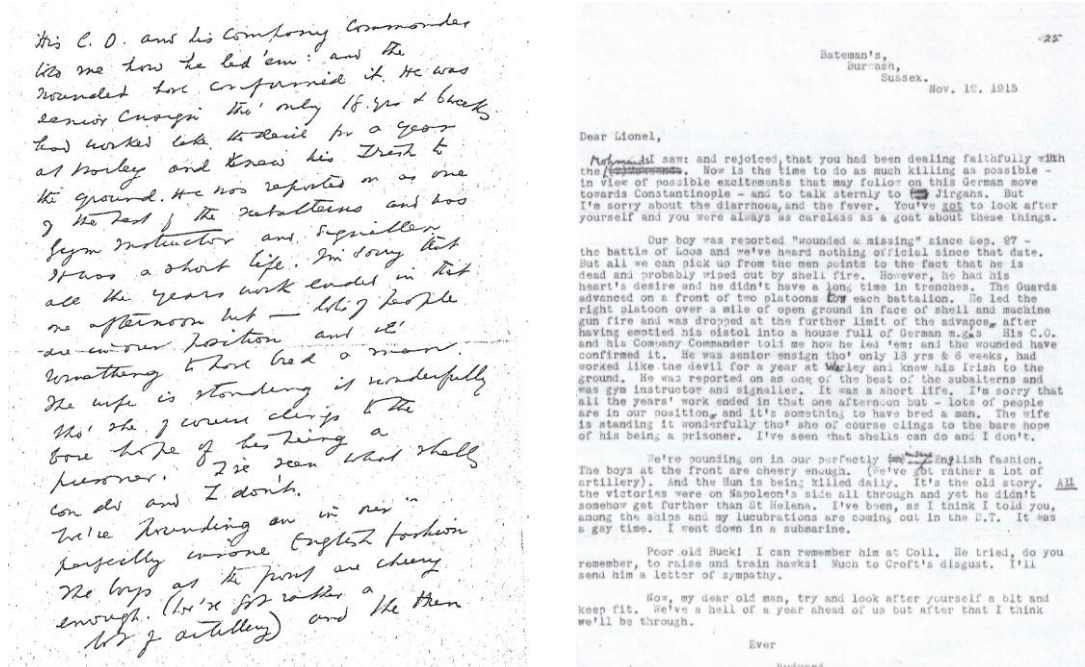 His C. O. and his Company Commander
told me how he led 'em: and the
wounded have confirmed it. He was
senior Ensign tho' only 18 yrs & 6 weeks
had worked like the devil for a year
at Warley and knew his Irish to
the ground. He was reported on as one
of the best of the subalterns and was
gym instructor and signaller.
It was a short life. I'm sorry that
all the years work ended in that
one afternoon but — lots of people
are in our position and it's
something to have bred a man.
The wife is standing it wonderfully
tho' she of course clings to the
bare hope of his being a
prisoner. I've seen what shells
can do and I don't.
We're pounding on in our
perfectly insane English fashion
The boys at the front are cheery
enough. (We've got rather a
lot of artillery) and the Hun
25
Bateman's,
Burwash,
Sussex.
Nov. 12, 1915
Dear Lionel,
Mohmands
I saw: and rejoiced, that you had been dealing faithfully with
the. Now is the time to do as much killing as possible -
in view of possible excitements that may follow on this German move
towards Constantinople - and to talk sternly to Jirgahs. But
I'm sorry about the diarrhoea, and the fever. You've got to look after
yourself and you were always as careless as a goat about these things.
Our boy was reported "wounded & missing" since Sep. 27 -
the battle of Loos and we've heard nothing official since that date.
But all we can pick up from the men points to the fact that he is
dead and probably wiped out by shell fire. However, he had his
heart's desire and he didn't have a long time in trenches. The Guards
advanced on a front of two platoons for each battalion. He led the
right platoon over a mile of open ground in face of shell and machine
gun fire and was dropped at the further limit of the advance, after
having emptied his pistol into a house full of German m.g.s His C.O.
and his Company Commander told me how he led 'em: and the wounded have
confirmed it. He was senior ensign tho' only 18 yrs & 6 weeks, had
worked like the devil for a year at Warley and knew his Irish to the
ground. He was reported on as one of the best of the subalterns and
was gym instructor and signaller. It was a short life. I'm sorry that
all the years' work ended in that one afternoon but - lots of people
are in our position, and it's something to have bred a man. The wife
is standing it wonderfully tho' she of course clings to the bare hope
of his being a prisoner. I've seen what shells can do and I don't.
We're pounding on in our perfectly insane English fashion.
The boys at the front are cheery enough. (We've got rather a lot of
artillery). And the Hun is being killed daily. It's the old story. All
the victories were on Napoleon's side all through and yet he didn't
somehow get further than St Helena. I've been, as I think I told you,
among the ships and my lucubrations are coming out in the D.T. It was
a gay time. I went down in a submarine.
Poor old Buck! I can remember him at Coll. He tried, do you
remember, to raise and train hawks! Much to Croft's disgust. I'll
send him a letter of sympathy.
Now, my dear old man, try and look after yourself a bit and
keep fit. We've a hell of a year ahead of us but after that I think
we'll be through.
Ever
Rudyard